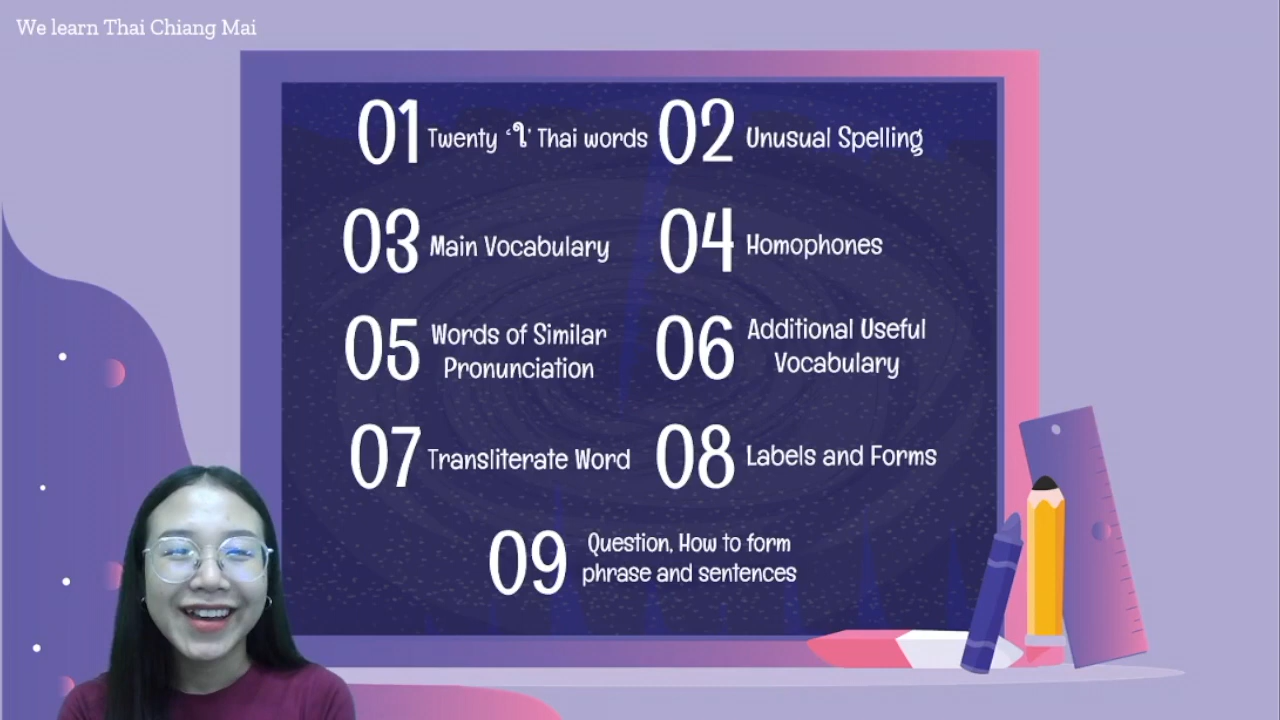 We learn Thai Chiang Mai
01 Twenty ‘ใ’ Thai words
02 Unusual Spelling
03 Main Vocabulary
04 Homophones
05 Words of Similar
Pronunciation
06 Additional Useful
Vocabulary
07 Transliterate Word
08 Labels and Forms
09 Question, How to form
phrase and sentences